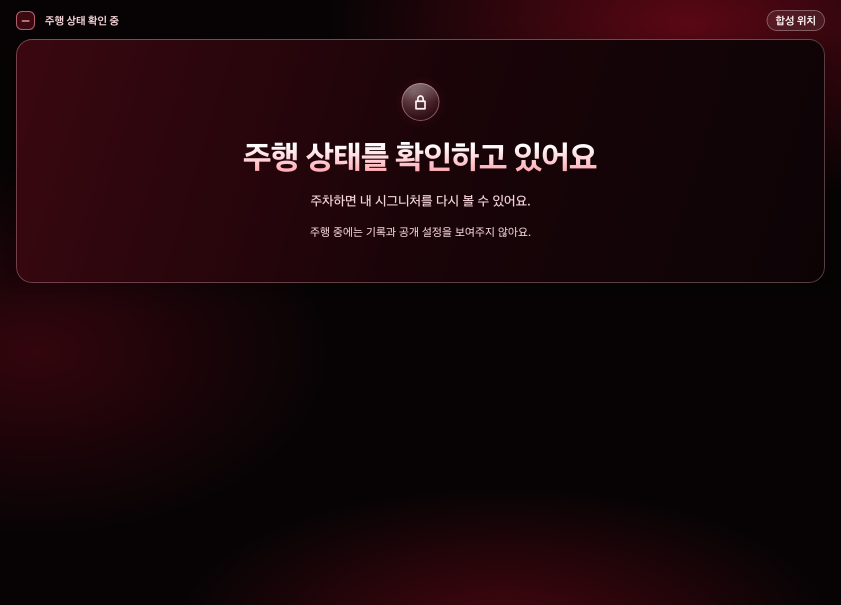 주행 상태 확인 중
합성 위치
주행 상태를 확인하고 있어요
주차하면 내 시그니처를 다시 볼 수 있어요.
주행 중에는 기록과 공개 설정을 보여주지 않아요.